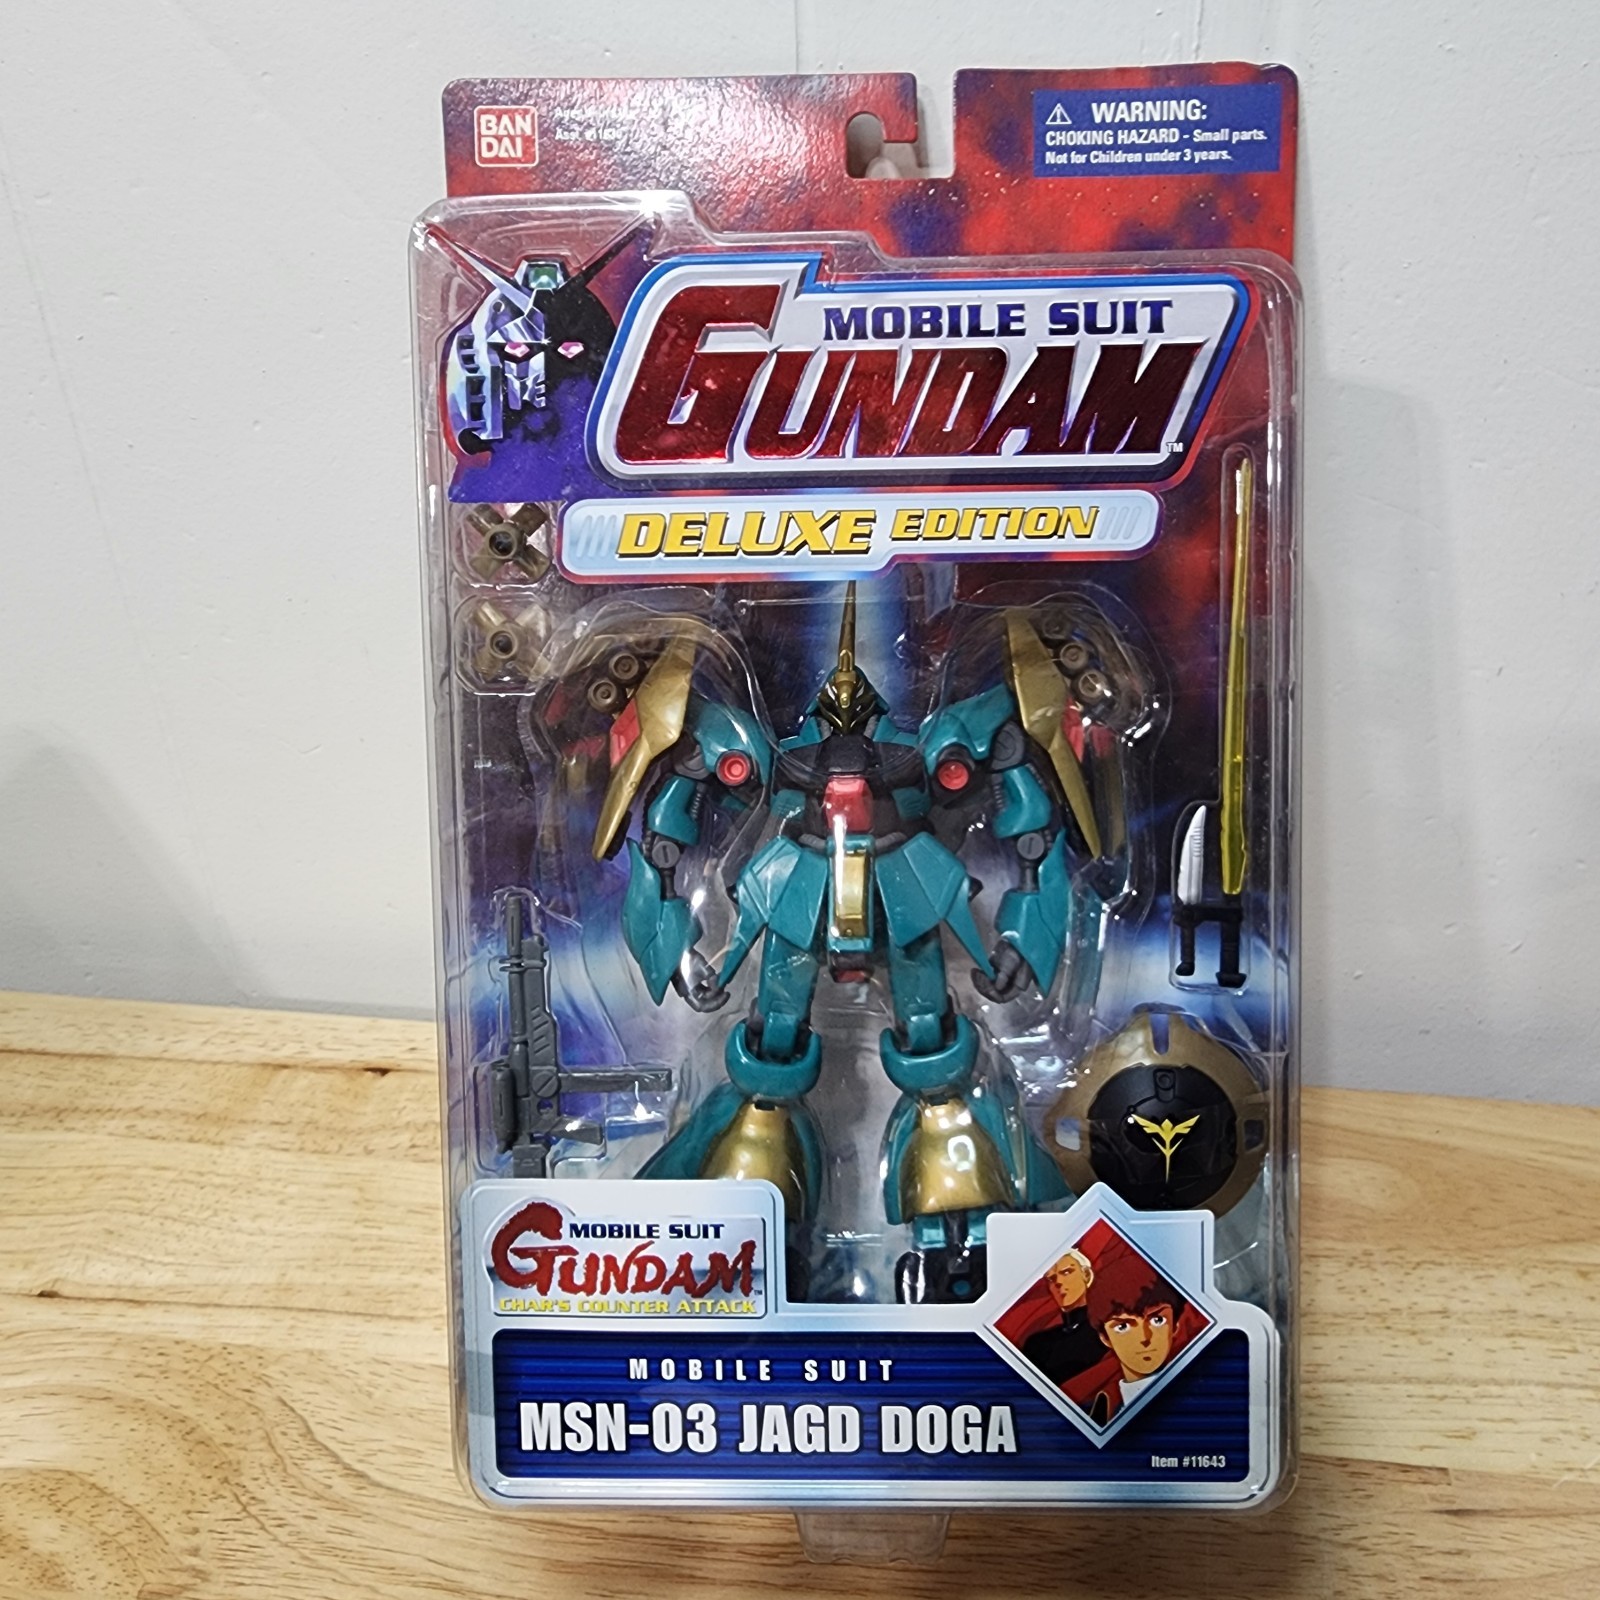 BAN
DAI
WARNING:
CHOKING HAZARD - Small parts.
Not for Children under 3 years.
MOBILE SUIT
GUNDAM
TM
DELUXE EDITION
MOBILE SUIT
GUNDAM
CHAR'S COUNTER ATTACK
MOBILE SUIT
MSN-03 JAGD DOGA
Item #11643